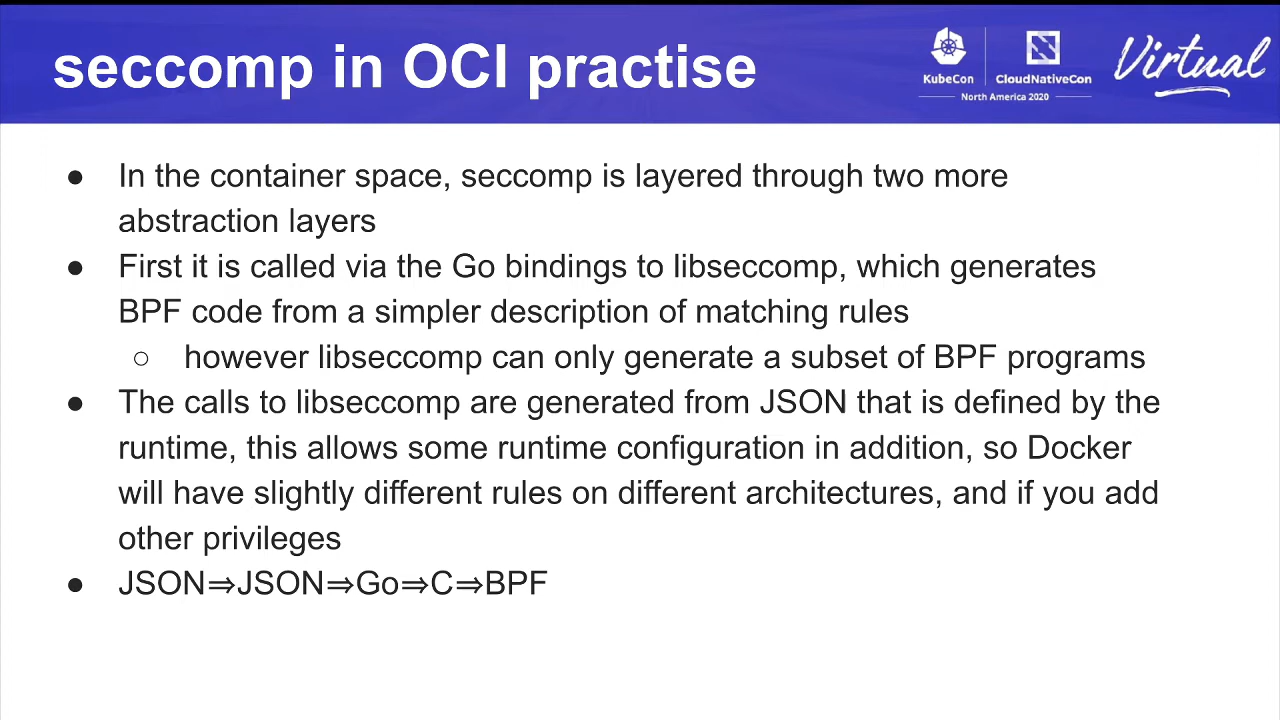 seccomp in OCI practise
KubeCon
CloudNativeCon
North America 2020
Virtual
● In the container space, seccomp is layered through two more
abstraction layers
● First it is called via the Go bindings to libseccomp, which generates
BPF code from a simpler description of matching rules
○ however libseccomp can only generate a subset of BPF programs
● The calls to libseccomp are generated from JSON that is defined by the
runtime, this allows some runtime configuration in addition, so Docker
will have slightly different rules on different architectures, and if you add
other privileges
● JSON⇒JSON⇒Go⇒C⇒BPF